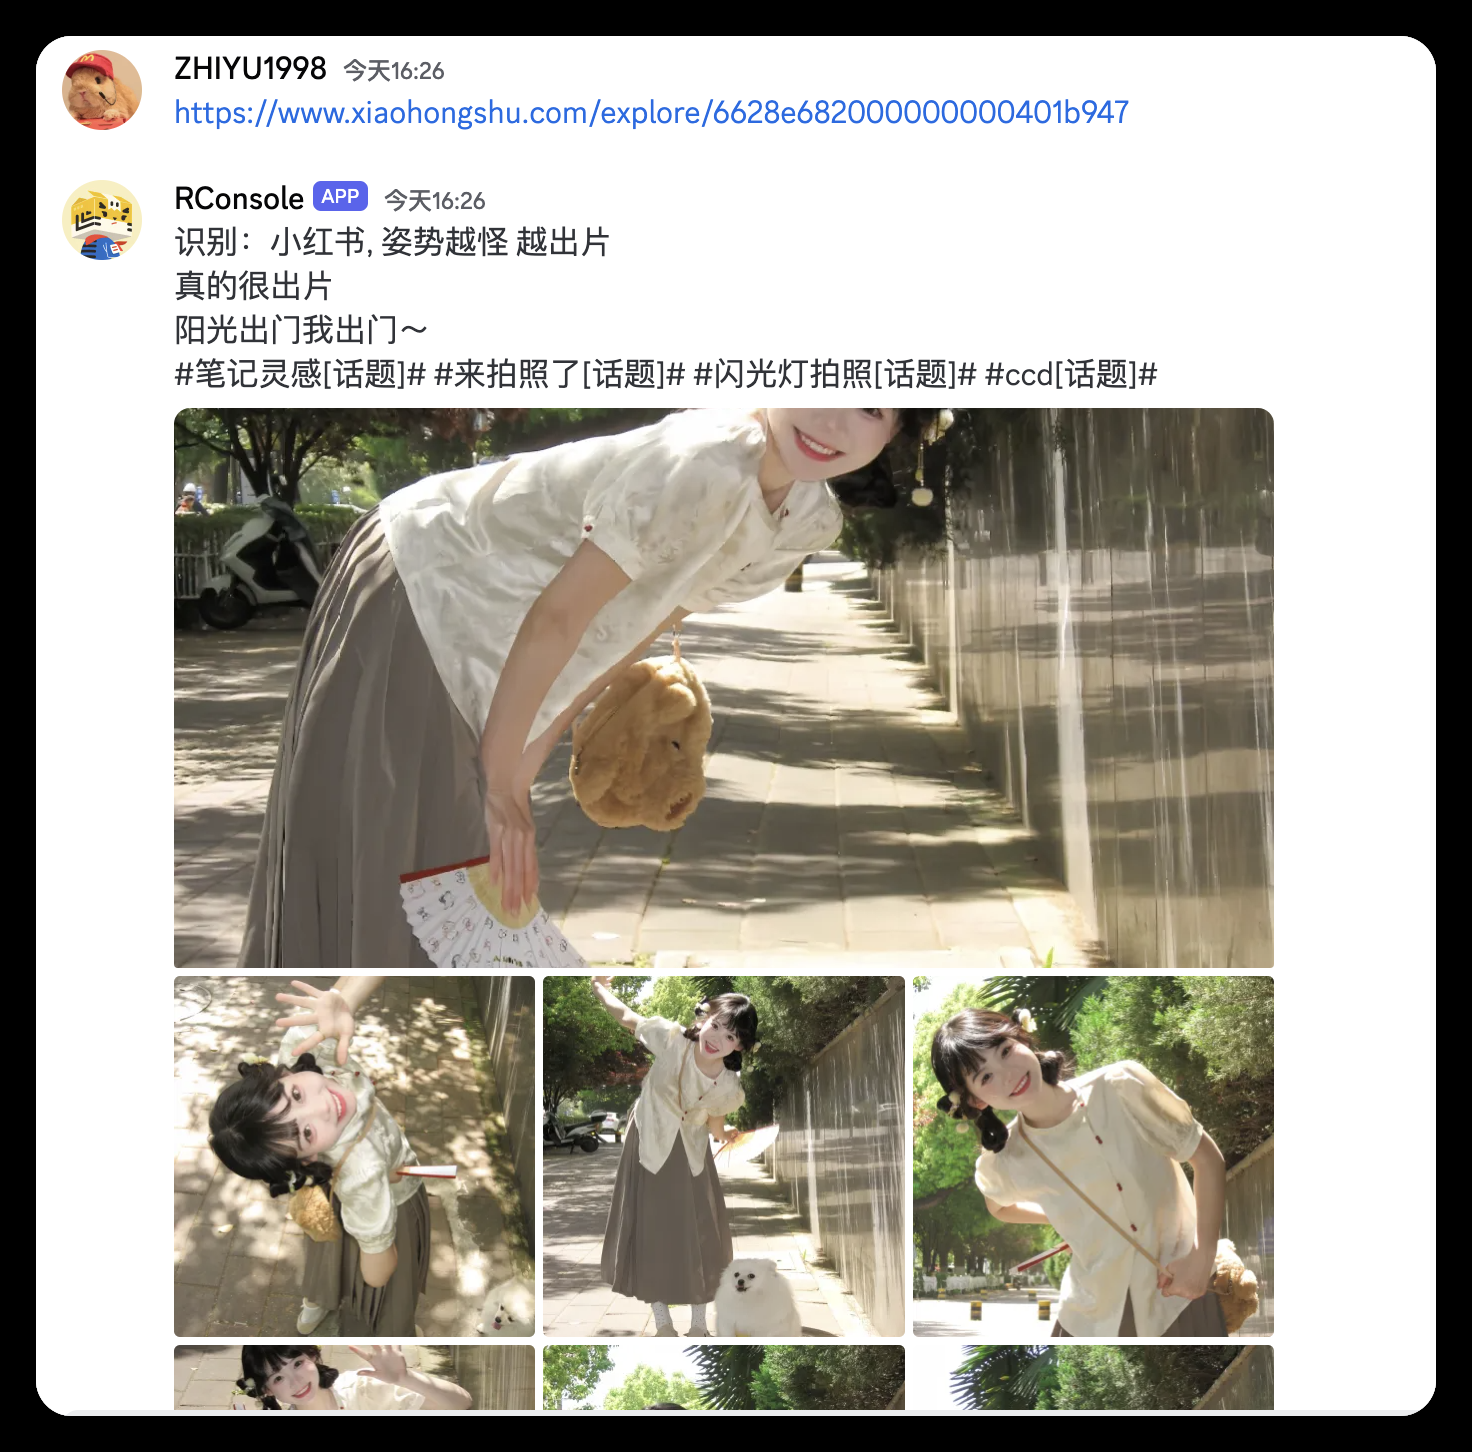 ZHIYU1998 今天16:26
https://www.xiaohongshu.com/explore/6628e682000000000401b947
RConsole APP 今天16:26
识别：小红书, 姿势越怪 越出片
真的很出片
阳光出门我出门～
#笔记灵感[话题]# #来拍照了[话题]# #闪光灯拍照[话题]# #ccd[话题]#